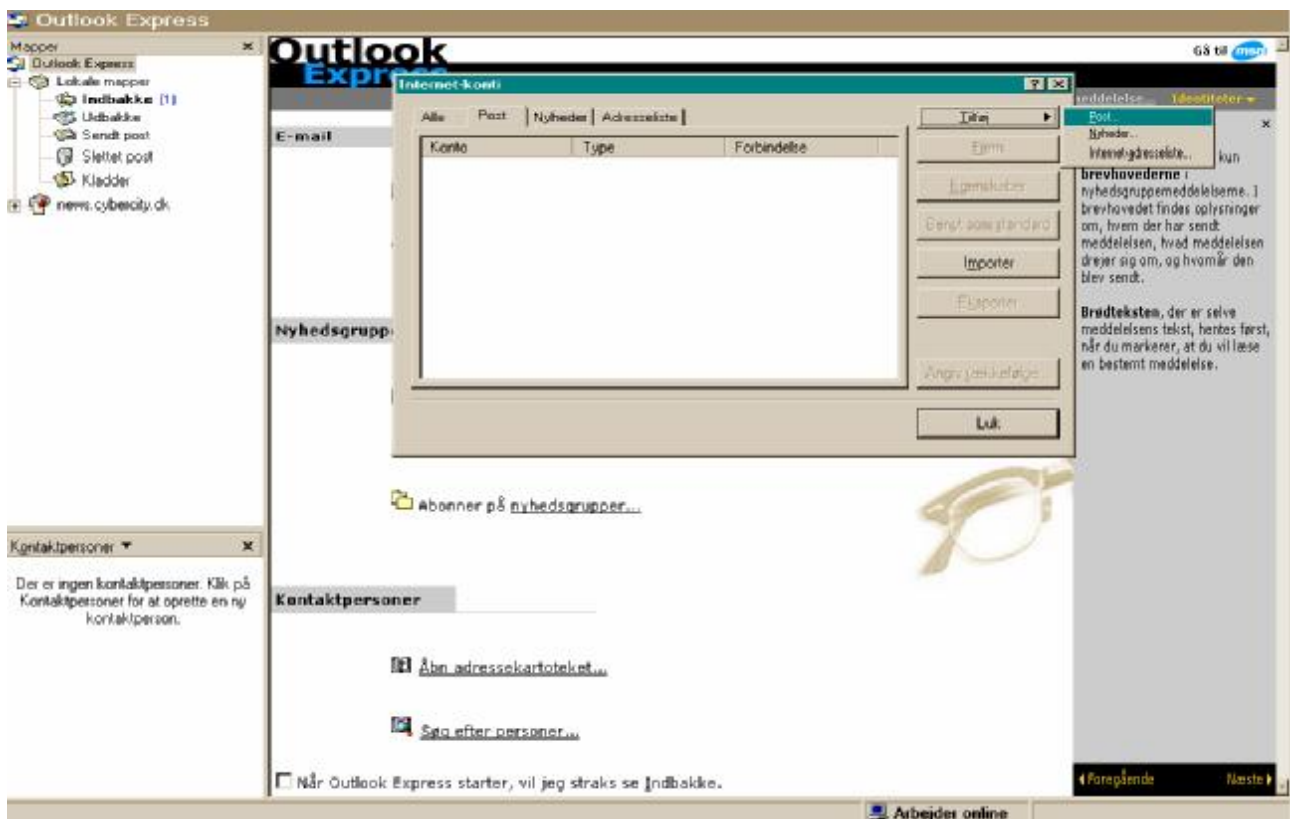 Outlook Express
Mapper
Outlook Express
Lokale mapper
Indbakke (1)
Udbakke
Sendt post
Slettet post
Kladder
news.cybercity.dk
Kontaktpersoner
Der er ingen kontaktpersoner. Klik på
Kontaktpersoner for at oprette en ny
kontaktperson.
Outlook
Express
Gå til msn
E-mail
Nyhedsgruppe
Abonner på nyhedsgrupper...
Kontaktpersoner
Åbn adressekartoteket...
Søg efter personer...
Når Outlook Express starter, vil jeg straks se Indbakke.
Internet-konti
Alle Post Nyheder Adresseliste
Konto Type Forbindelse
Tilføj
Fjern
Egenskaber
Benyt som standard
Importer
Eksporter
Angiv rækkefølge
Luk
Post...
Nyheder...
Internet-adresseliste...
meddelelse... Identiteter
kun
brevhovederne i
nyhedsgruppemeddelelserne. I
brevhovedet findes oplysninger
om, hvem der har sendt
meddelelsen, hvad meddelelsen
drejer sig om, og hvornår den
blev sendt.
Brødteksten, der er selve
meddelelsens tekst, hentes først,
når du markerer, at du vil læse
en bestemt meddelelse.
Foregående Næste
Arbejder online